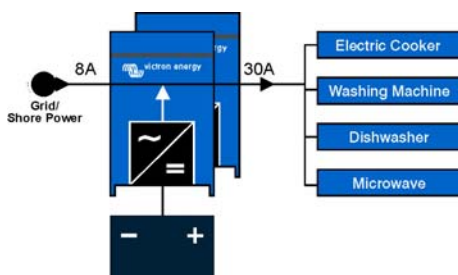 victron energy
8A
30A
Grid/
Shore Power
Electric Cooker
Washing Machine
Dishwasher
Microwave
~
=
− +